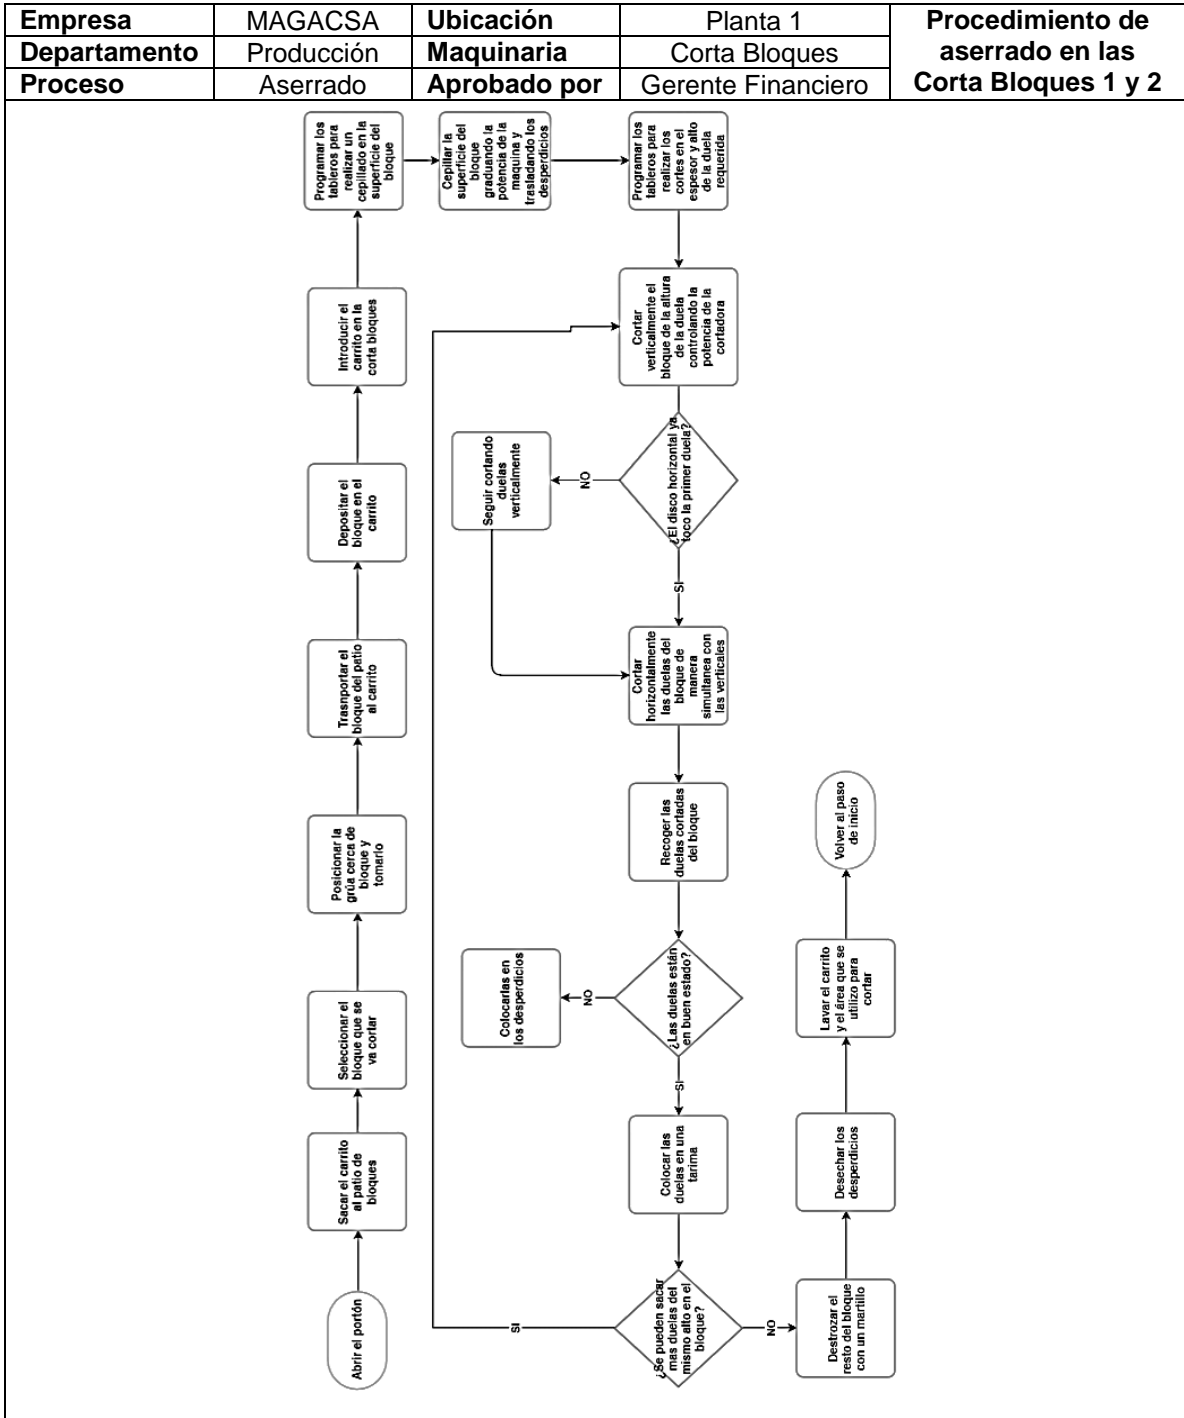 Empresa MAGACSA Ubicación Planta 1 Procedimiento de
Departamento Producción Maquinaria Corta Bloques aserrado en las
Proceso Aserrado Aprobado por Gerente Financiero Corta Bloques 1 y 2
Abrir el portón
Sacar el carrito
al patio de
bloques
Seleccionar el
bloque que se
va cortar
Posicionar la
grúa cerca de
bloque y
tomarlo
Trasnportar el
bloque del patio
al carrito
Depositar el
bloque en el
carrito
Introducir el
carrito en la
corta bloques
Programar los
tableros para
realizar un
cepillado en la
superficie del
bloque
Cepillar la
superficie del
bloque
graduando la
potencia de la
maquina y
trasladando los
desperdicios
Programar los
tableros para
realizar los
cortes en el
espesor y alto
de la duela
requerida
Cortar
verticalmente el
bloque de la altura
de la duela
controlando la
potencia de la
cortadora
¿El disco horizontal ya
toco la primer duela?
NO
Seguir cortando
duelas
verticalmente
SI
Cortar
horizontalmente
las duelas del
bloque de
manera
simultanea con
las verticales
Recoger las
duelas cortadas
del bloque
¿Las duelas están
en buen estado?
NO
Colocarlas en
los desperdicios
SI
Colocar las
duelas en una
tarima
¿Se pueden sacar
mas duelas del
mismo alto en el
bloque?
SI
NO
Destrozar el
resto del bloque
con un martillo
Desechar los
desperdicios
Lavar el carrito
y el área que se
utilizo para
cortar
Volver al paso
de inicio